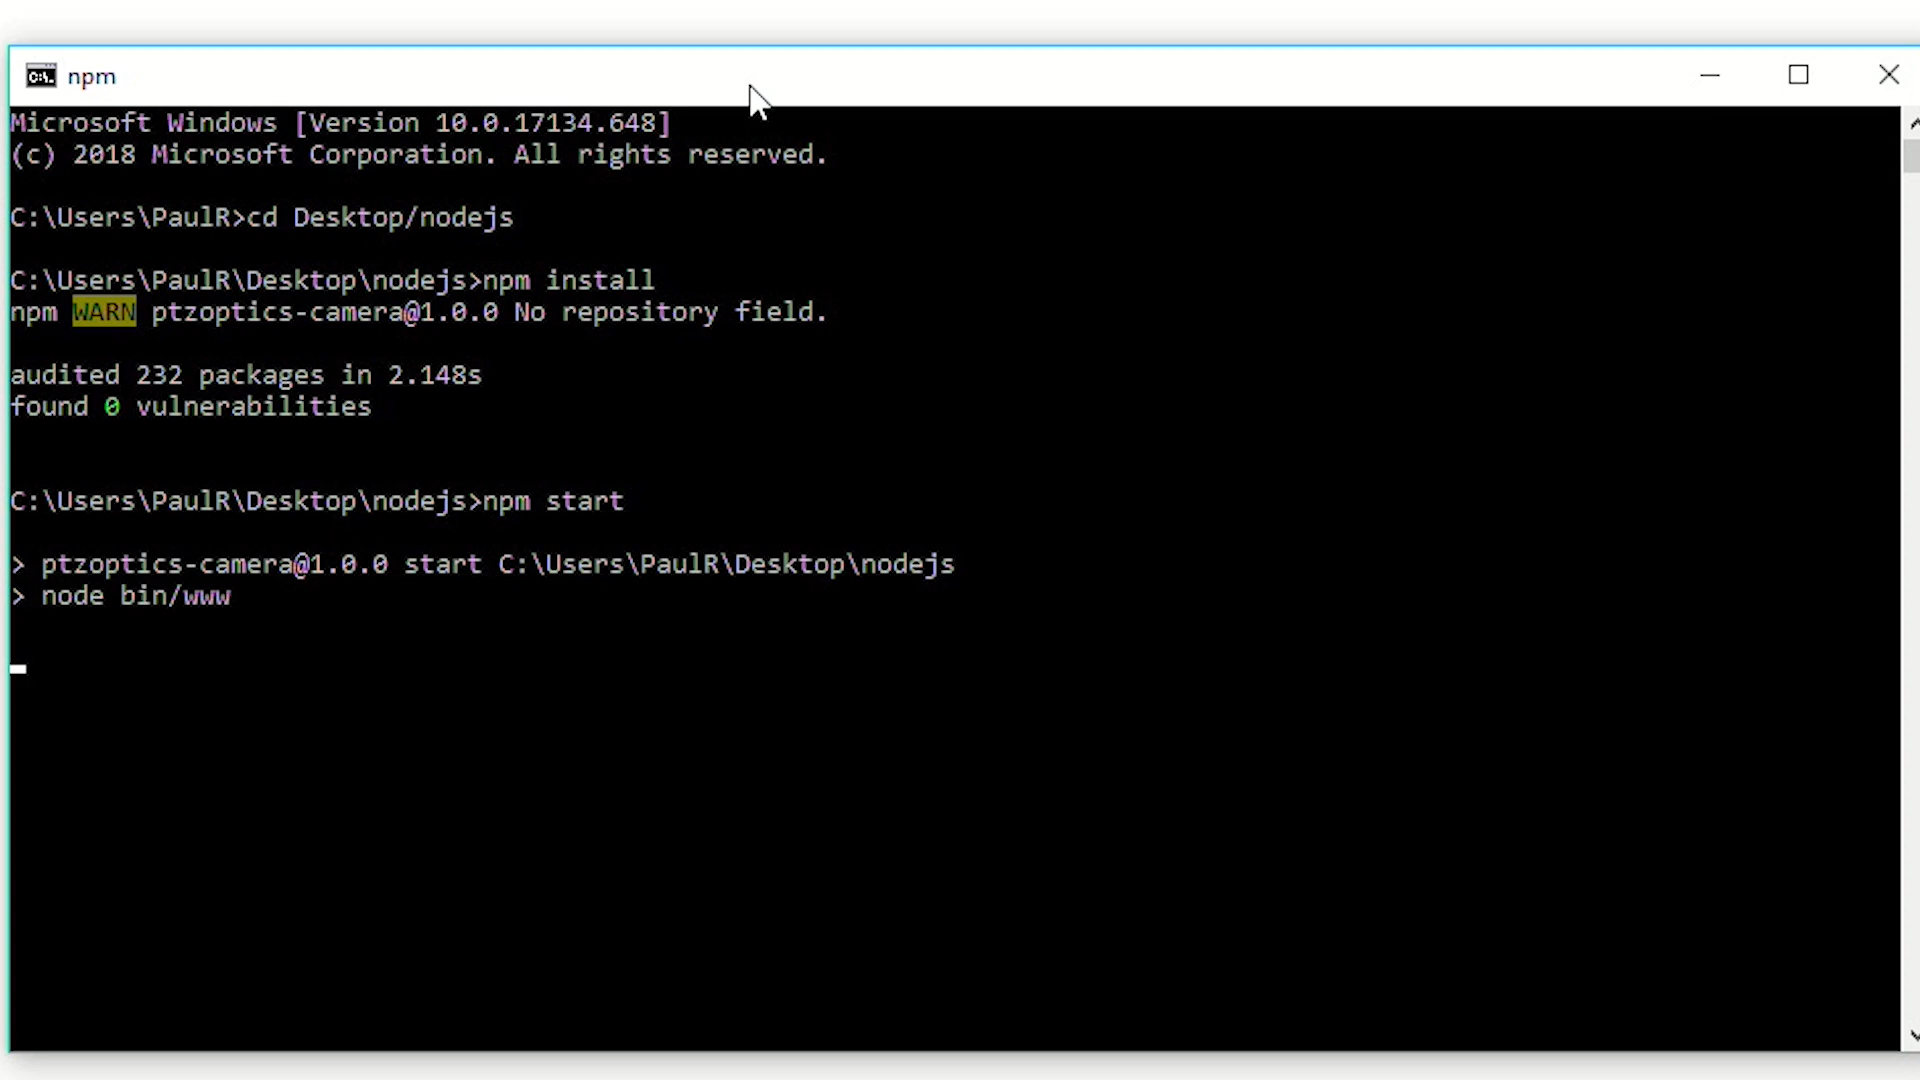 npm
Microsoft Windows [Version 10.0.17134.648]
(c) 2018 Microsoft Corporation. All rights reserved.
C:\Users\PaulR>cd Desktop/nodejs
C:\Users\PaulR\Desktop\nodejs>npm install
npm WARN ptzoptics-camera@1.0.0 No repository field.
audited 232 packages in 2.148s
found 0 vulnerabilities
C:\Users\PaulR\Desktop\nodejs>npm start
> ptzoptics-camera@1.0.0 start C:\Users\PaulR\Desktop\nodejs
> node bin/www